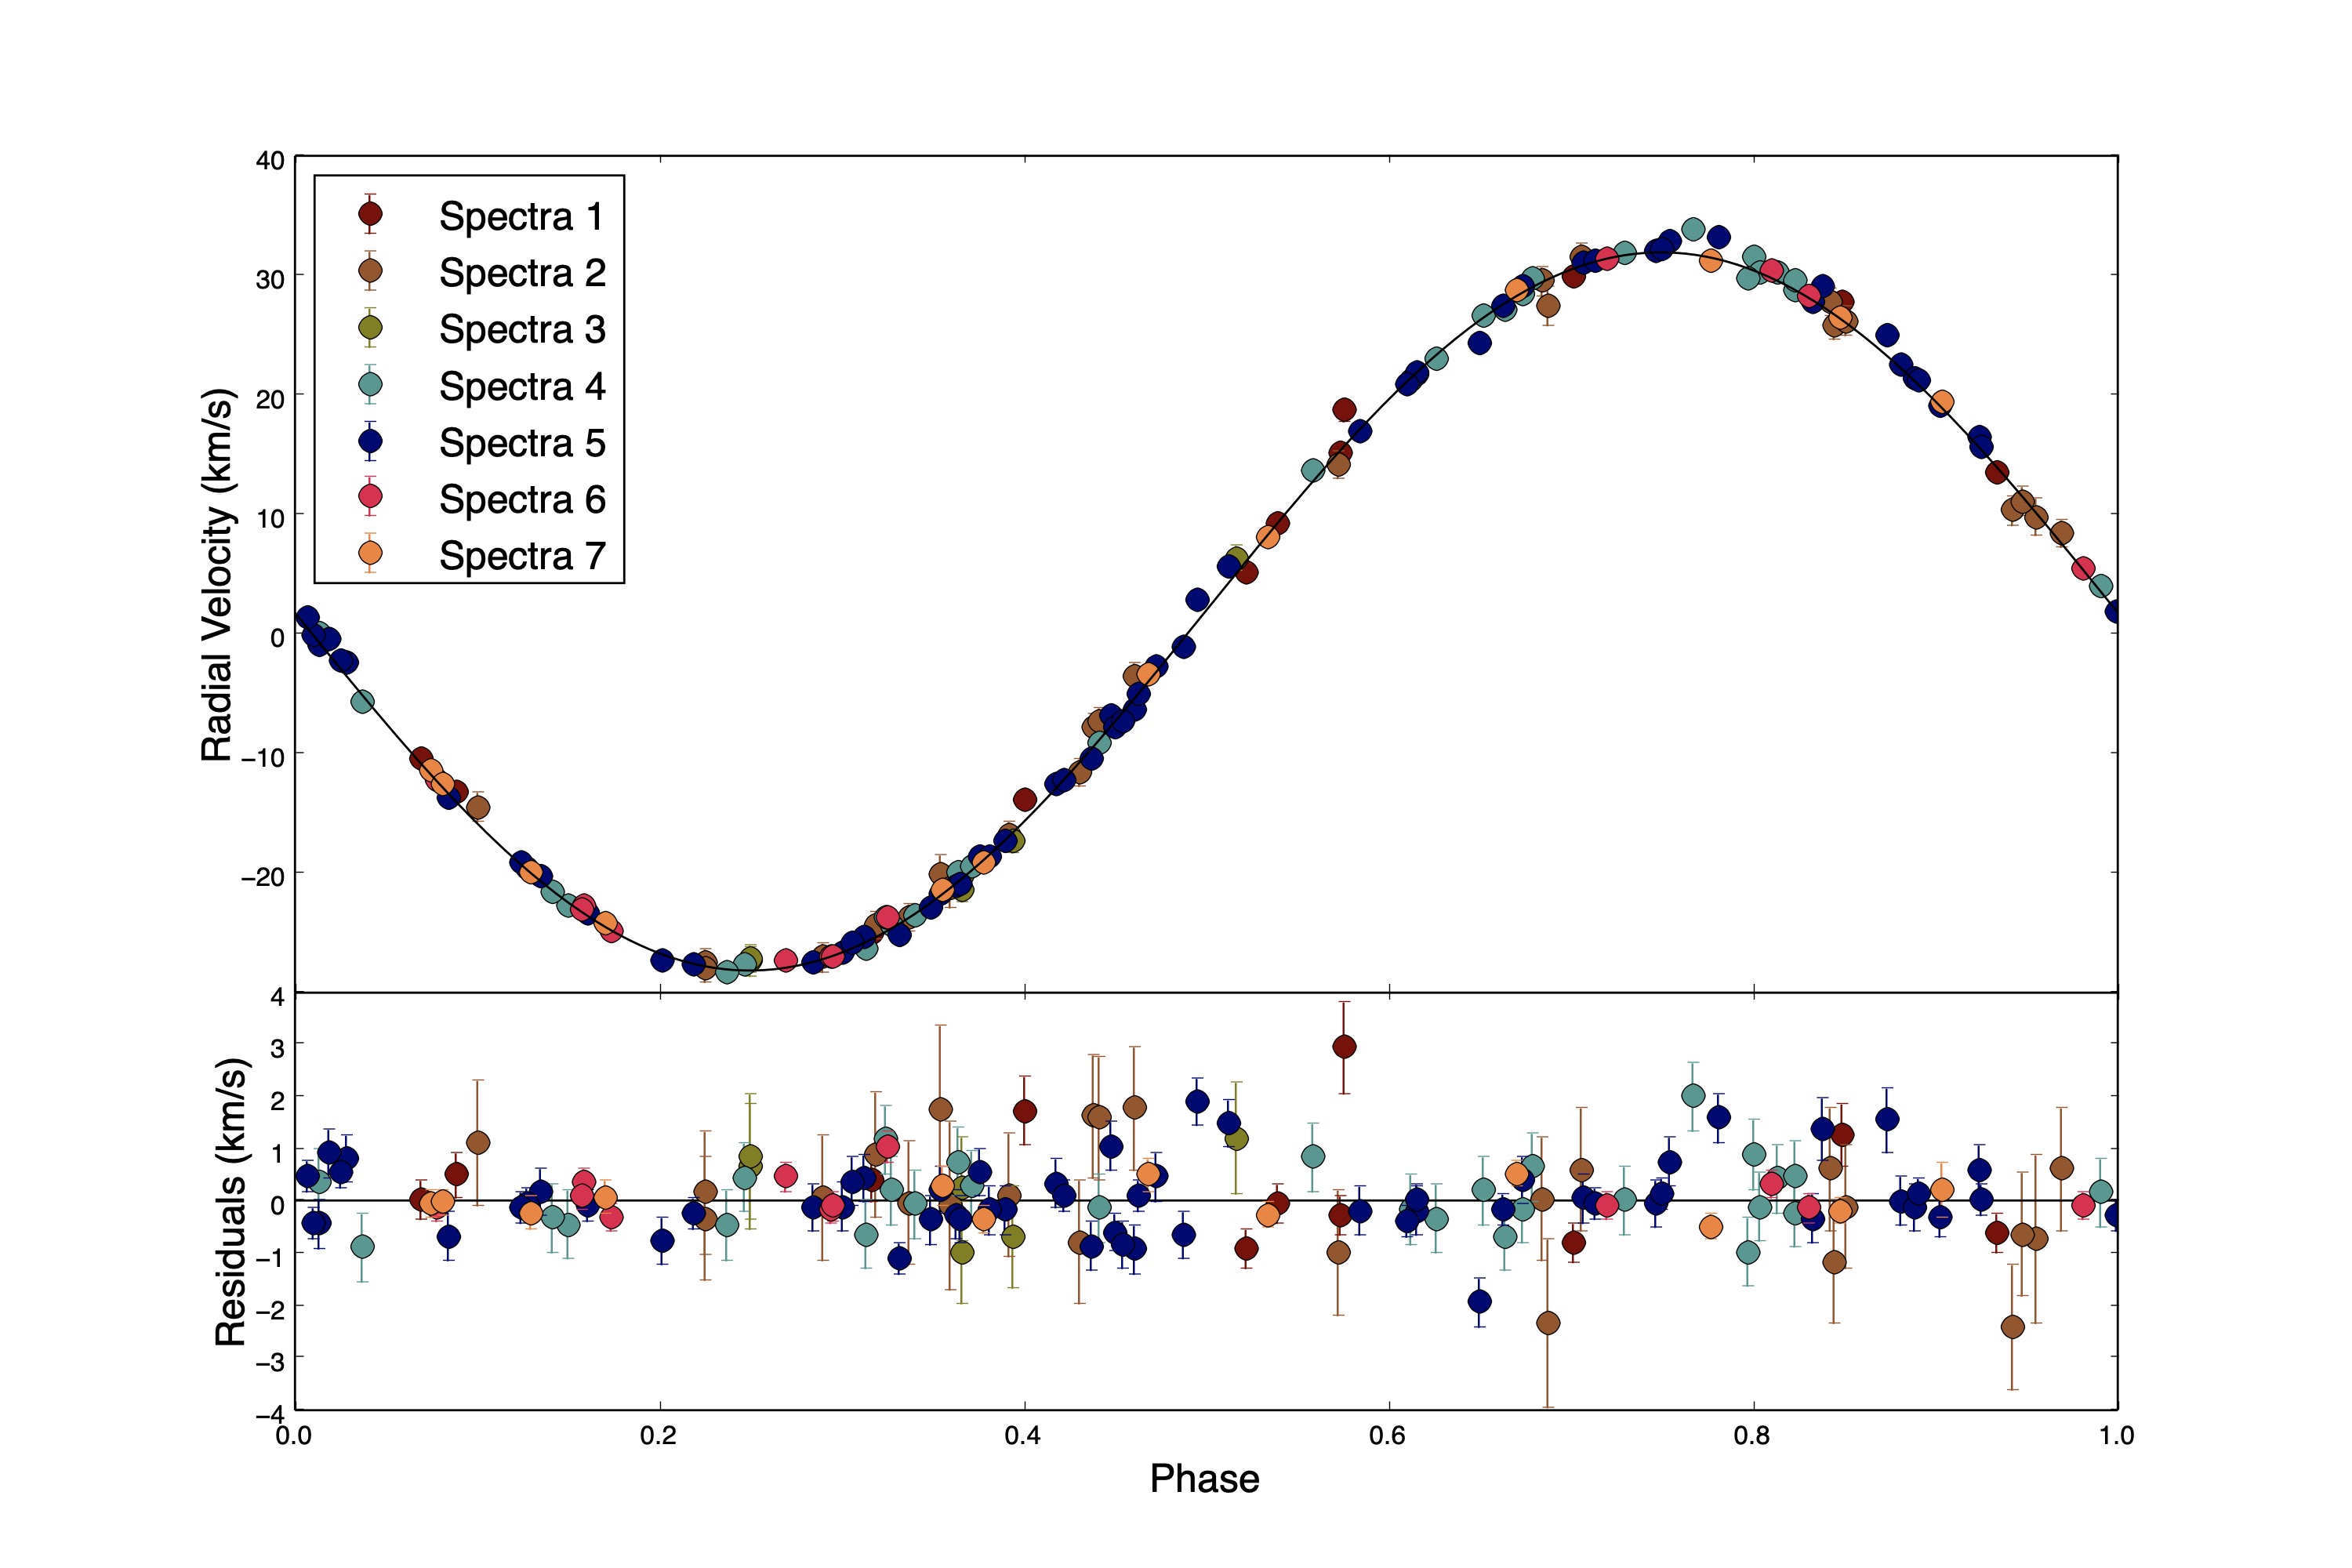 40
30
20
10
0
−10
−20
Radial Velocity (km/s)
Spectra 1
Spectra 2
Spectra 3
Spectra 4
Spectra 5
Spectra 6
Spectra 7
4
3
2
1
0
−1
−2
−3
−4
Residuals (km/s)
0.0 0.2 0.4 0.6 0.8 1.0
Phase